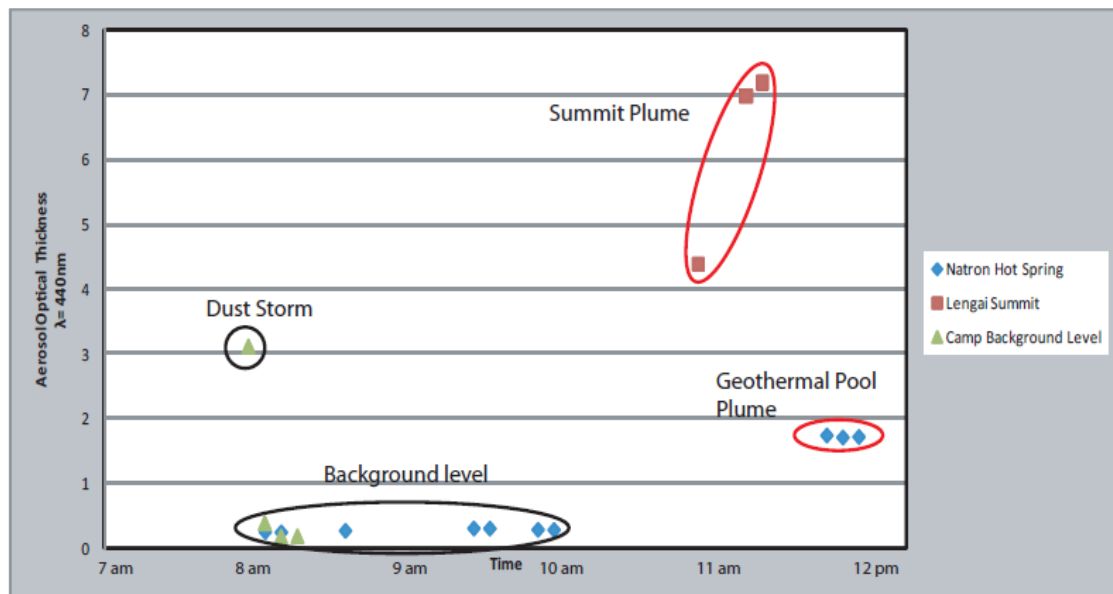 8
7
6
5
4
3
2
1
0
Aerosol Optical Thickness
λ= 440nm
Summit Plume
Dust Storm
Geothermal Pool
Plume
Background level
7 am
8 am
9 am
Time
10 am
11 am
12 pm
Natron Hot Spring
Lengai Summit
Camp Background Level